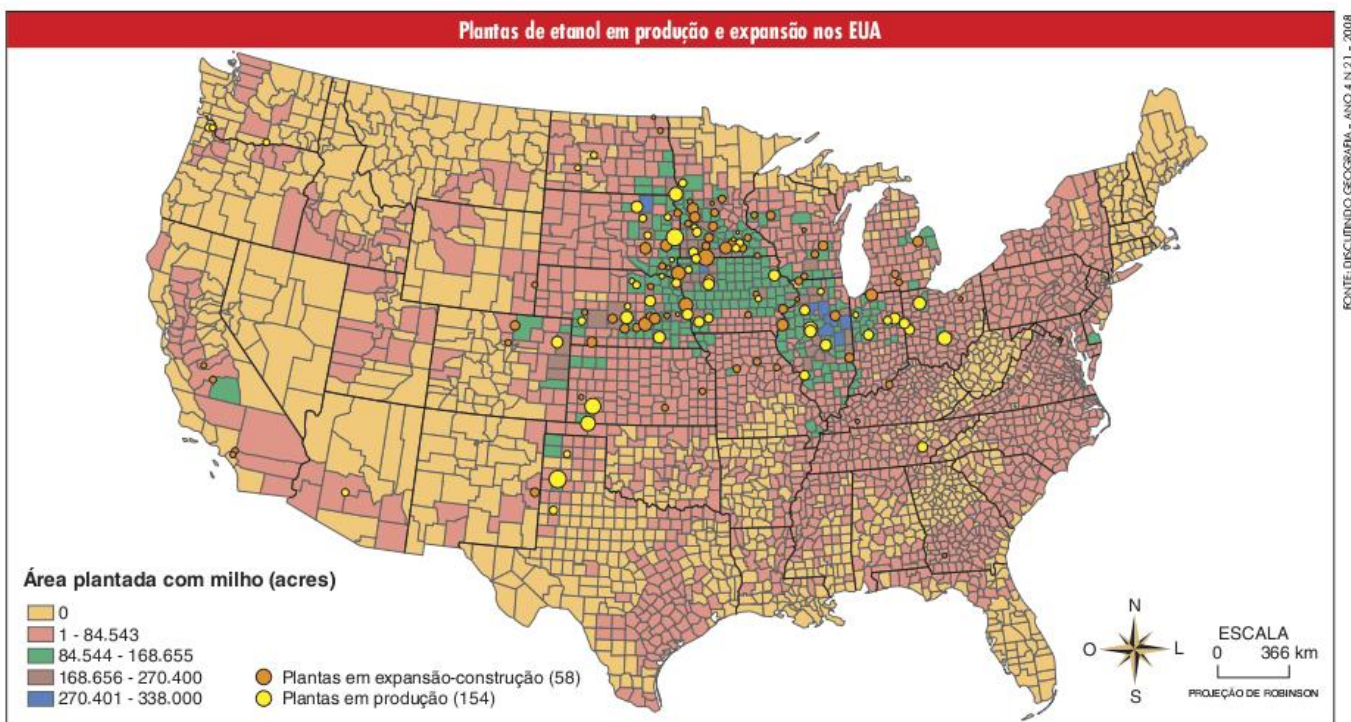 Plantas de etanol em produção e expansão nos EUA
FONTE: DISCUTINDO GEOGRAFIA - ANO 4 N 21 - 2008
Área plantada com milho (acres)
0
1 - 84.543
84.544 - 168.655
168.656 - 270.400
270.401 - 338.000
Plantas em expansão-construção (58)
Plantas em produção (154)
N
O L
S
ESCALA
0 366 km
PROJEÇÃO DE ROBINSON